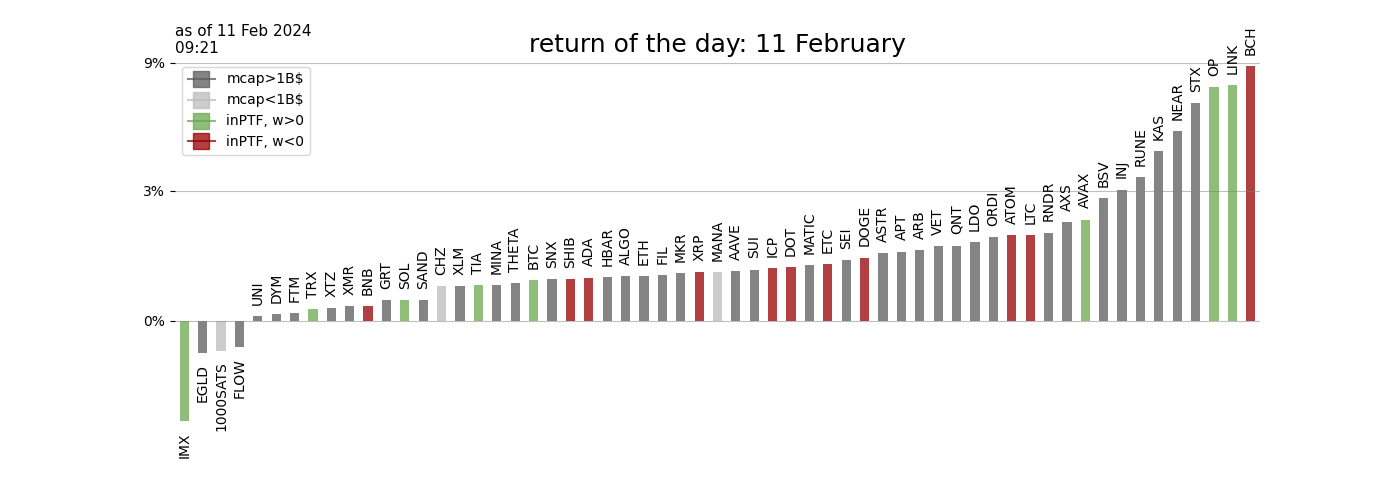 as of 11 Feb 2024
09:21
return of the day: 11 February
9%
3%
0%
mcap>1B$
mcap<1B$
inPTF, w>0
inPTF, w<0
IMX
EGLD
1000SATS
FLOW
UNI
DYM
FTM
TRX
XTZ
XMR
BNB
GRT
SOL
SAND
CHZ
XLM
TIA
MINA
THETA
BTC
SNX
SHIB
ADA
HBAR
ALGO
ETH
FIL
MKR
XRP
MANA
AAVE
SUI
ICP
DOT
MATIC
ETC
SEI
DOGE
ASTR
APT
ARB
VET
QNT
LDO
ORDI
ATOM
LTC
RNDR
AXS
AVAX
BSV
INJ
RUNE
KAS
NEAR
STX
OP
LINK
BCH